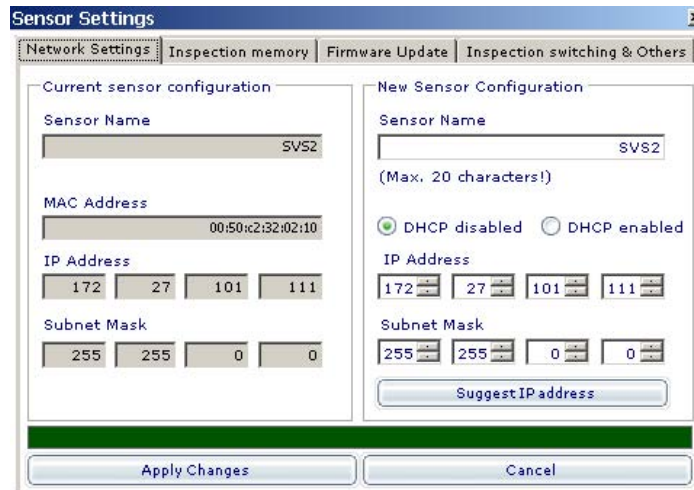 Sensor Settings
Network Settings Inspection memory Firmware Update Inspection switching & Others
Current sensor configuration
Sensor Name
SVS2
MAC Address
00:50:c2:32:02:10
IP Address
172 27 101 111
Subnet Mask
255 255 0 0
New Sensor Configuration
Sensor Name
SVS2
(Max. 20 characters!)
DHCP disabled DHCP enabled
IP Address
172 27 101 111
Subnet Mask
255 255 0 0
Suggest IP address
Apply Changes Cancel